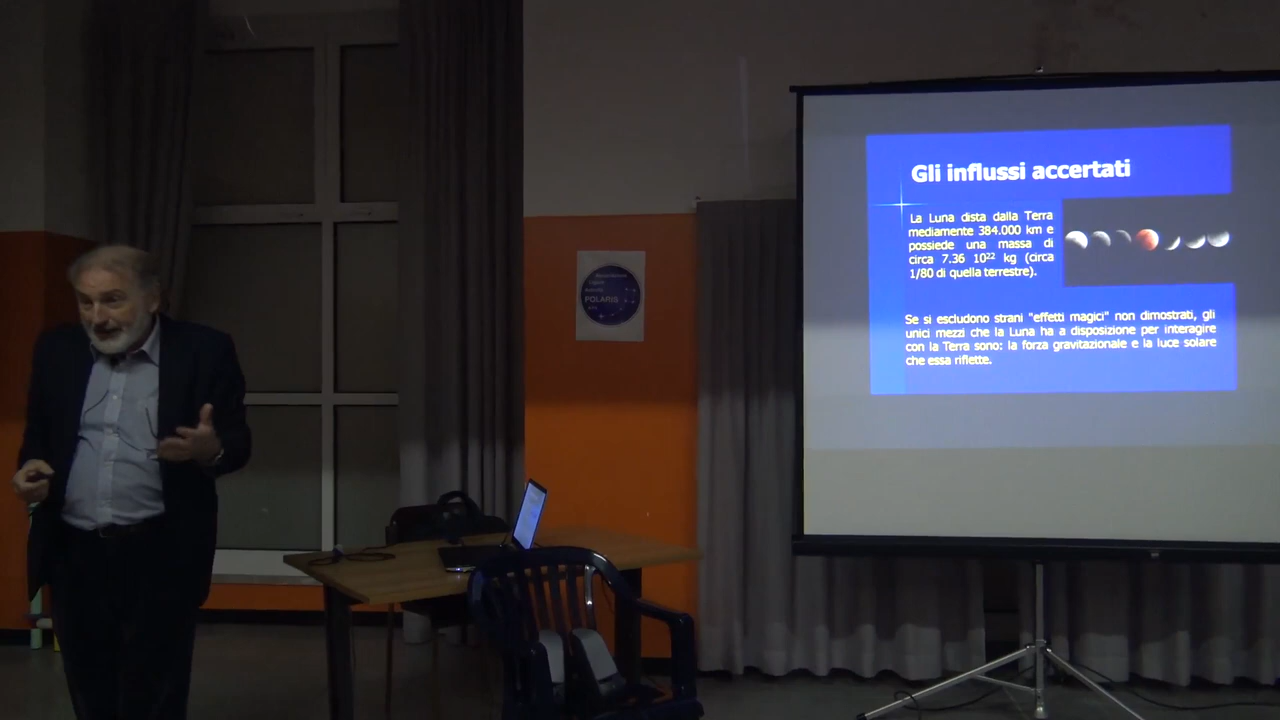 Gli influssi accertati
La Luna dista dalla Terra
mediamente 384.000 km e
possiede una massa di
circa 7.36 10²² kg (circa
1/80 di quella terrestre).
Se si escludono strani "effetti magici" non dimostrati, gli
unici mezzi che la Luna ha a disposizione per interagire
con la Terra sono: la forza gravitazionale e la luce solare
che essa riflette.
POLARIS